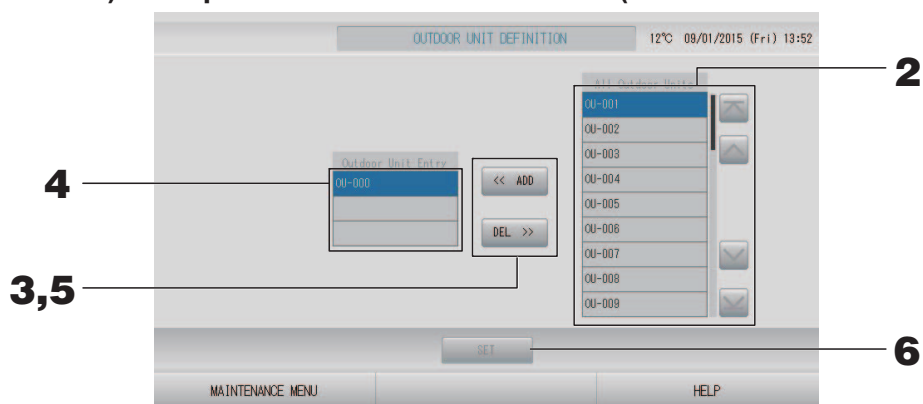 OUTDOOR UNIT DEFINITION
12℃ 09/01/2015 (Fri) 13:52
2
All Outdoor Units
OU-001
OU-002
OU-003
Outdoor Unit Entry
4
OU-000
<< ADD
OU-004
OU-005
DEL >>
OU-006
OU-007
3,5
OU-008
OU-009
SET
6
MAINTENANCE MENU
HELP